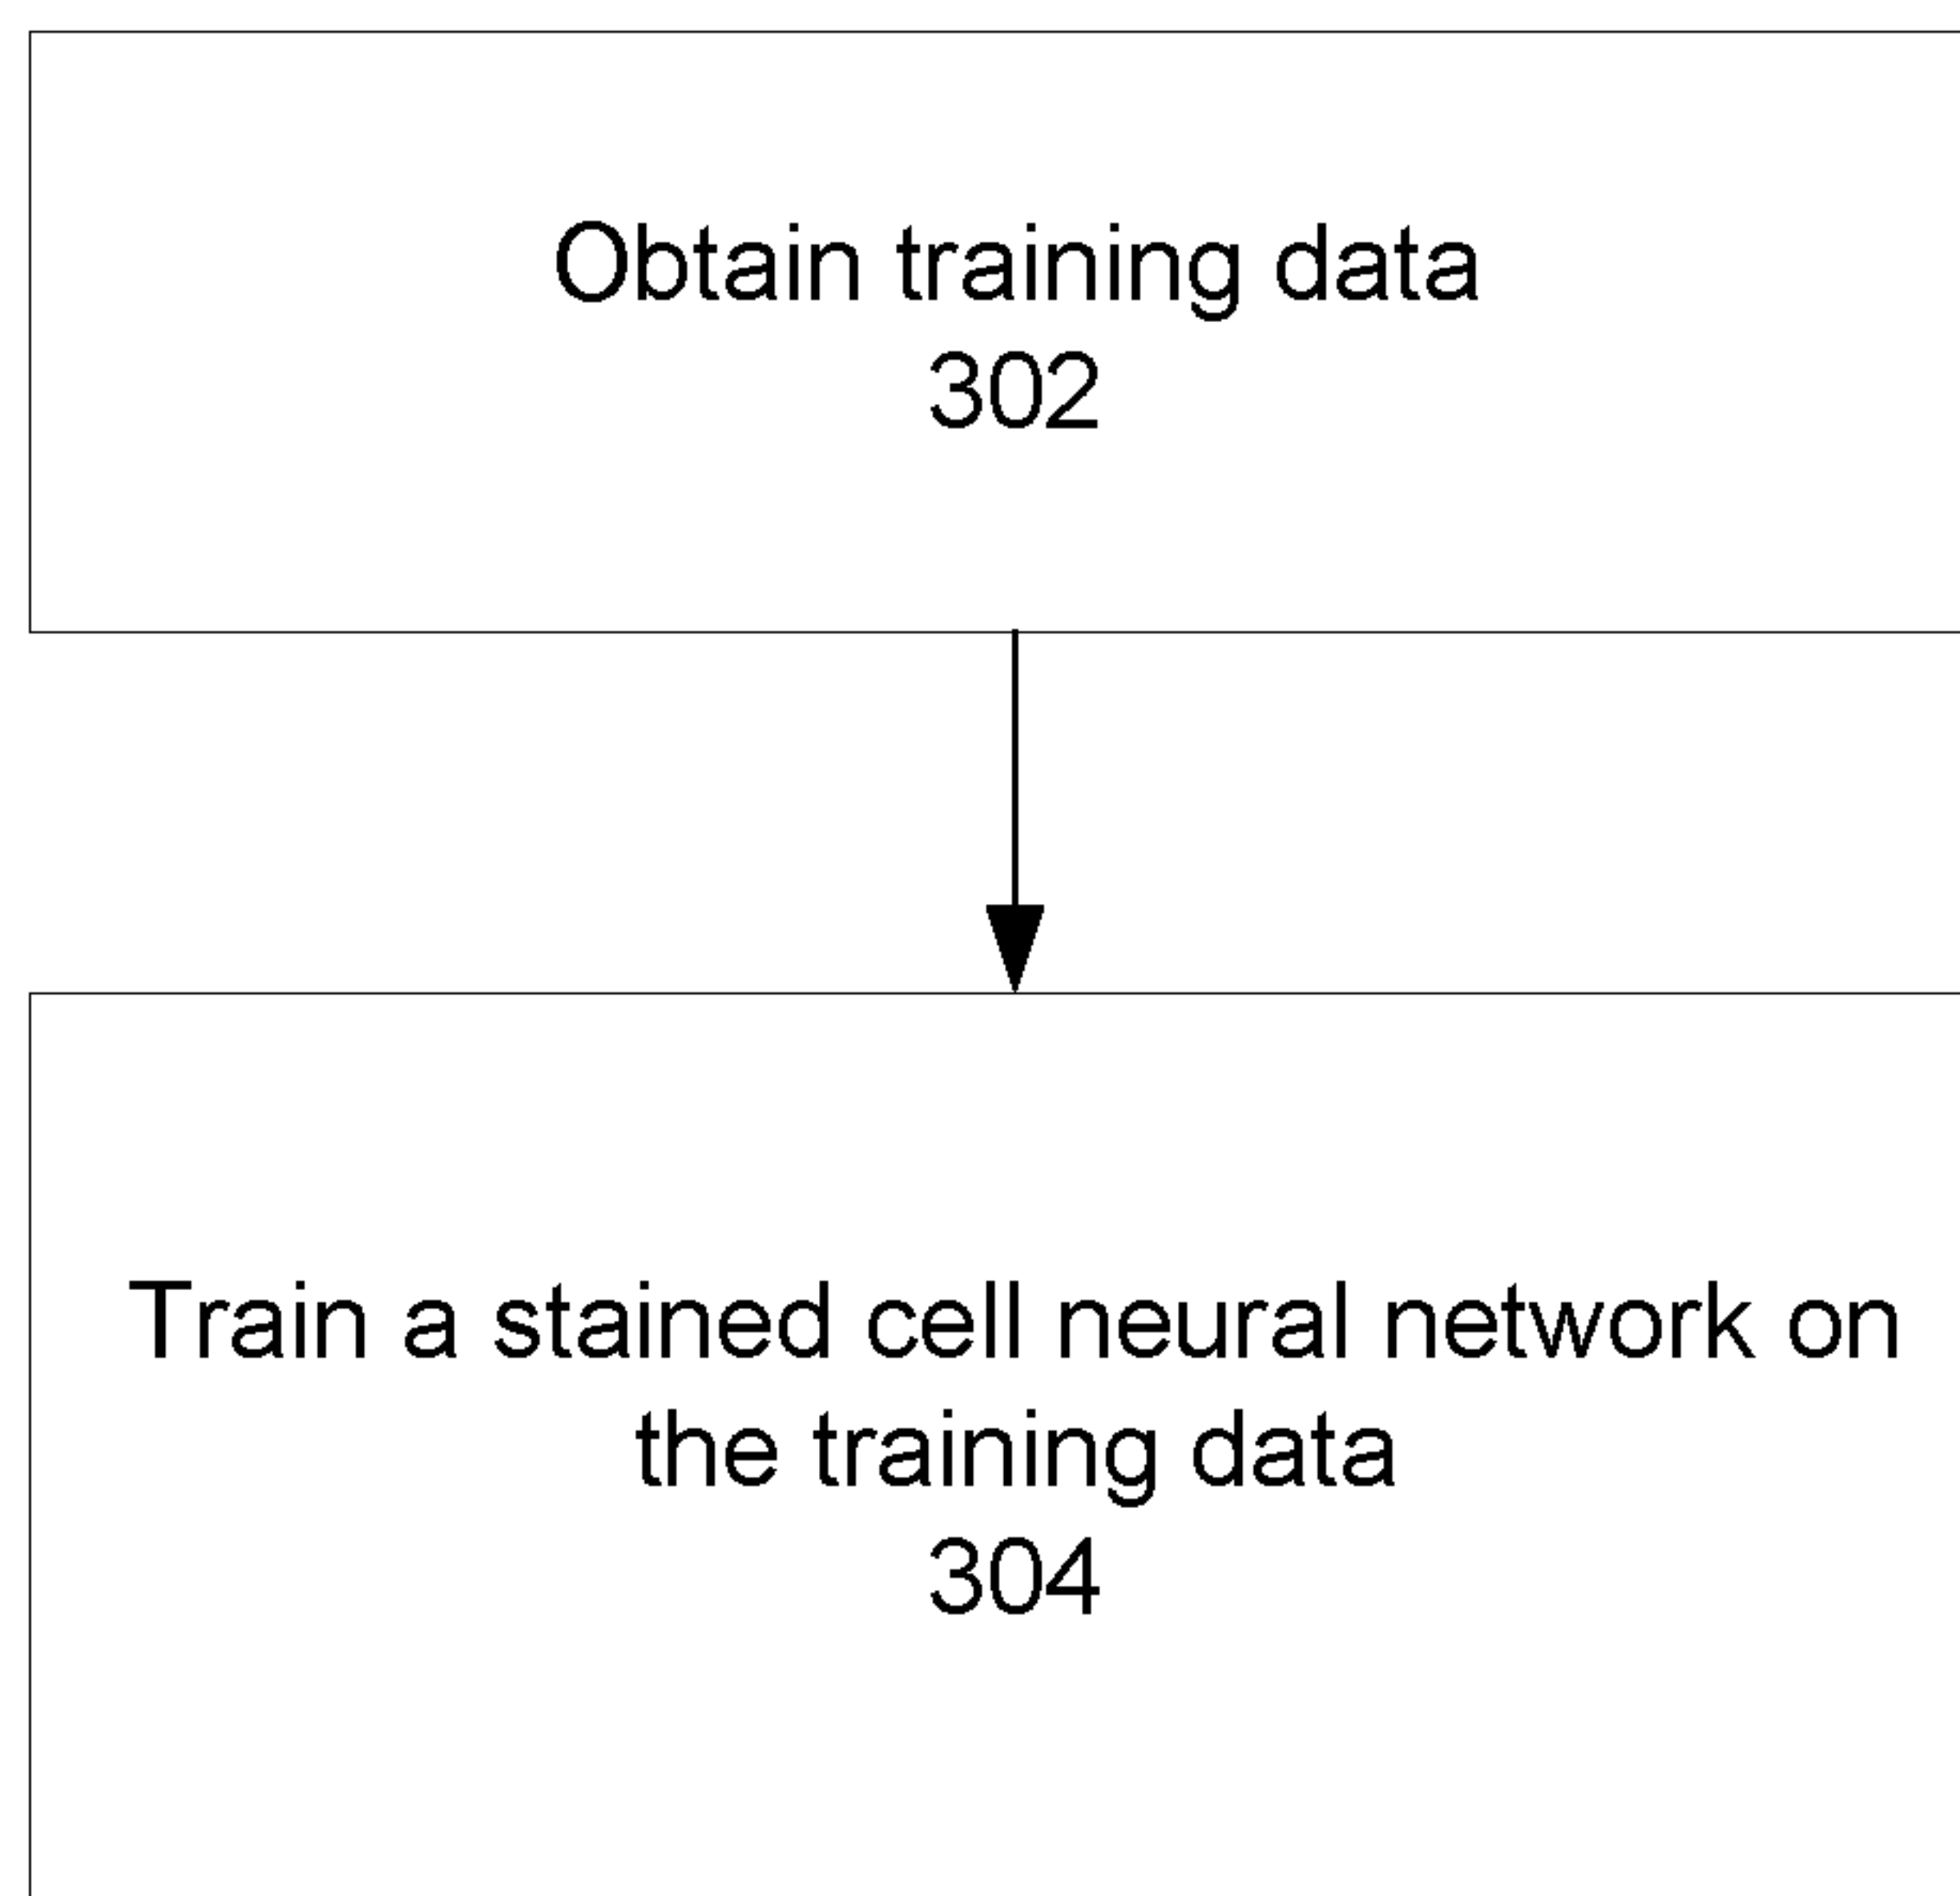 Obtain training data
302
Train a stained cell neural network on
the training data
304